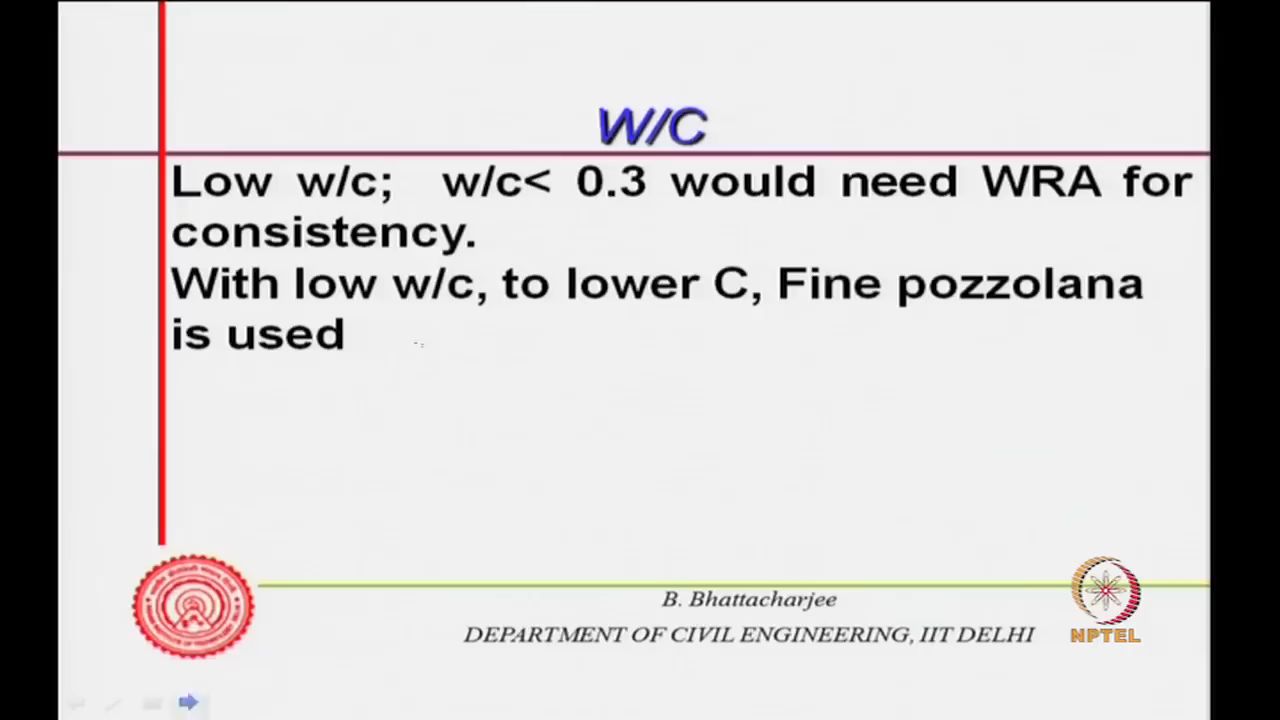 W/C
Low w/c; w/c< 0.3 would need WRA for
consistency.
With low w/c, to lower C, Fine pozzolana
is used
B. Bhattacharjee
DEPARTMENT OF CIVIL ENGINEERING, IIT DELHI
NPTEL